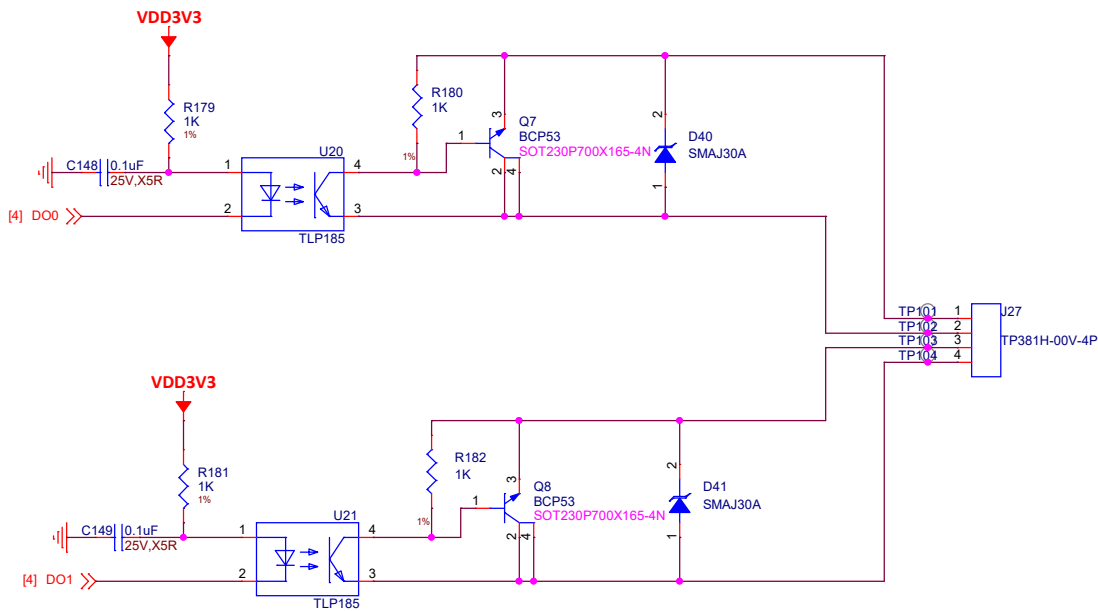 VDD3V3
R179
1K
1%
C148
0.1uF
25V,X5R
[4] DO0
1
2
U20
4
3
TLP185
R180
1K
1%
1
3
2
4
Q7
BCP53
SOT230P700X165-4N
2
1
D40
SMAJ30A
TP101
TP102
TP103
TP104
1
2
3
4
J27
TP381H-00V-4P
VDD3V3
R181
1K
1%
C149
0.1uF
25V,X5R
[4] DO1
1
2
U21
4
3
TLP185
R182
1K
1%
1
3
2
4
Q8
BCP53
SOT230P700X165-4N
2
1
D41
SMAJ30A